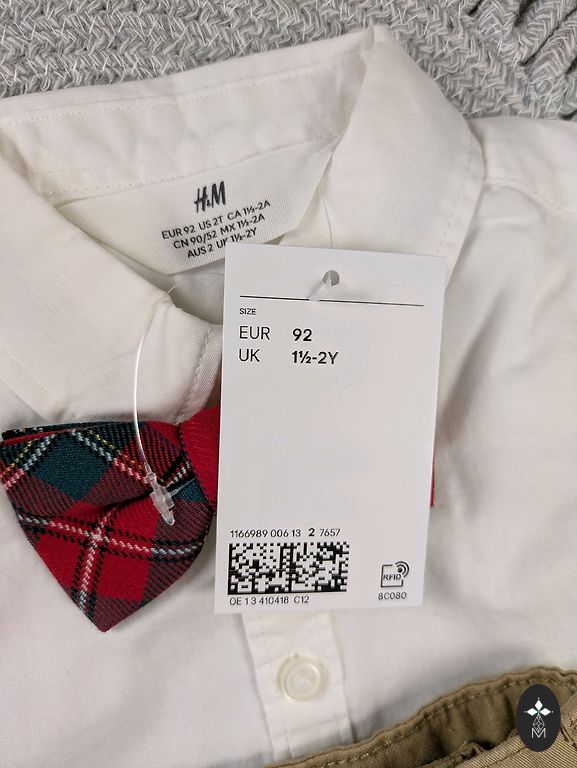 H&M
EUR 92 US 2T CA 1½-2A
CN 90/52 MX 1½-2A
AUS 2 UK 1½-2Y
SIZE
EUR 92
UK 1½-2Y
1166989 006 13 2 7657
OE 1 3 410418 C12
RFID
8C080
M